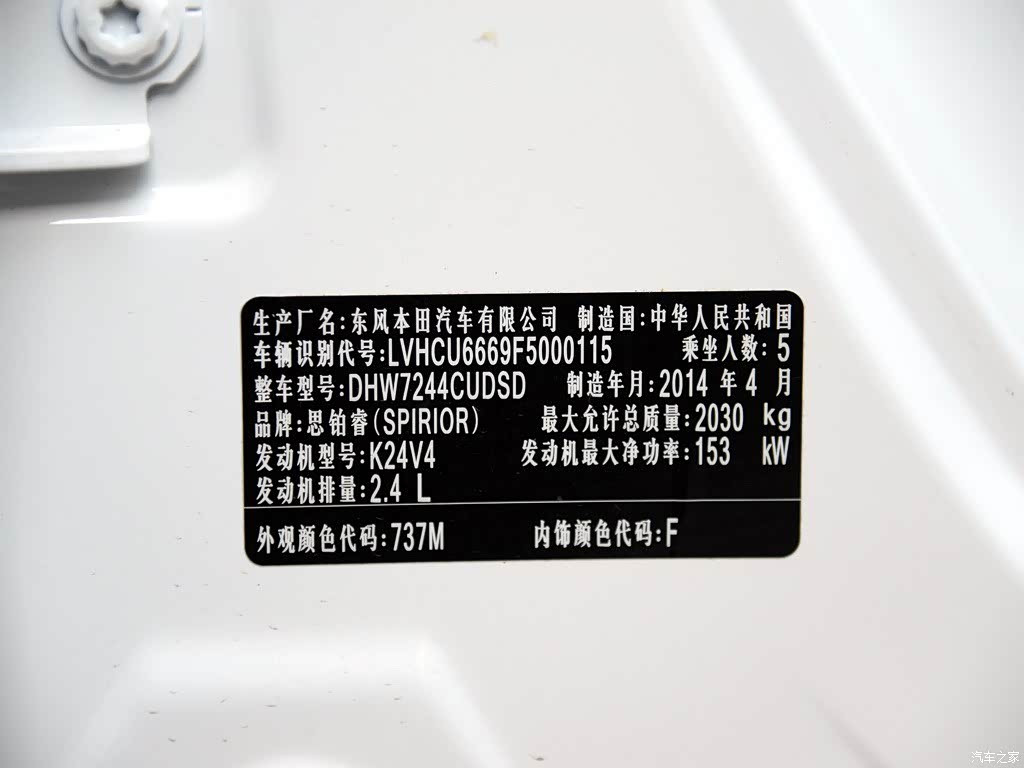 生产厂名:东风本田汽车有限公司 制造国:中华人民共和国
车辆识别代号:LVHCU6669F5000115 乘坐人数: 5
整车型号:DHW7244CUDSD 制造年月:2014 年 4 月
品牌:思铂睿(SPIRIOR) 最大允许总质量:2030 kg
发动机型号:K24V4 发动机最大净功率:153 kW
发动机排量:2.4 L
外观颜色代码:737M 内饰颜色代码:F
汽车之家